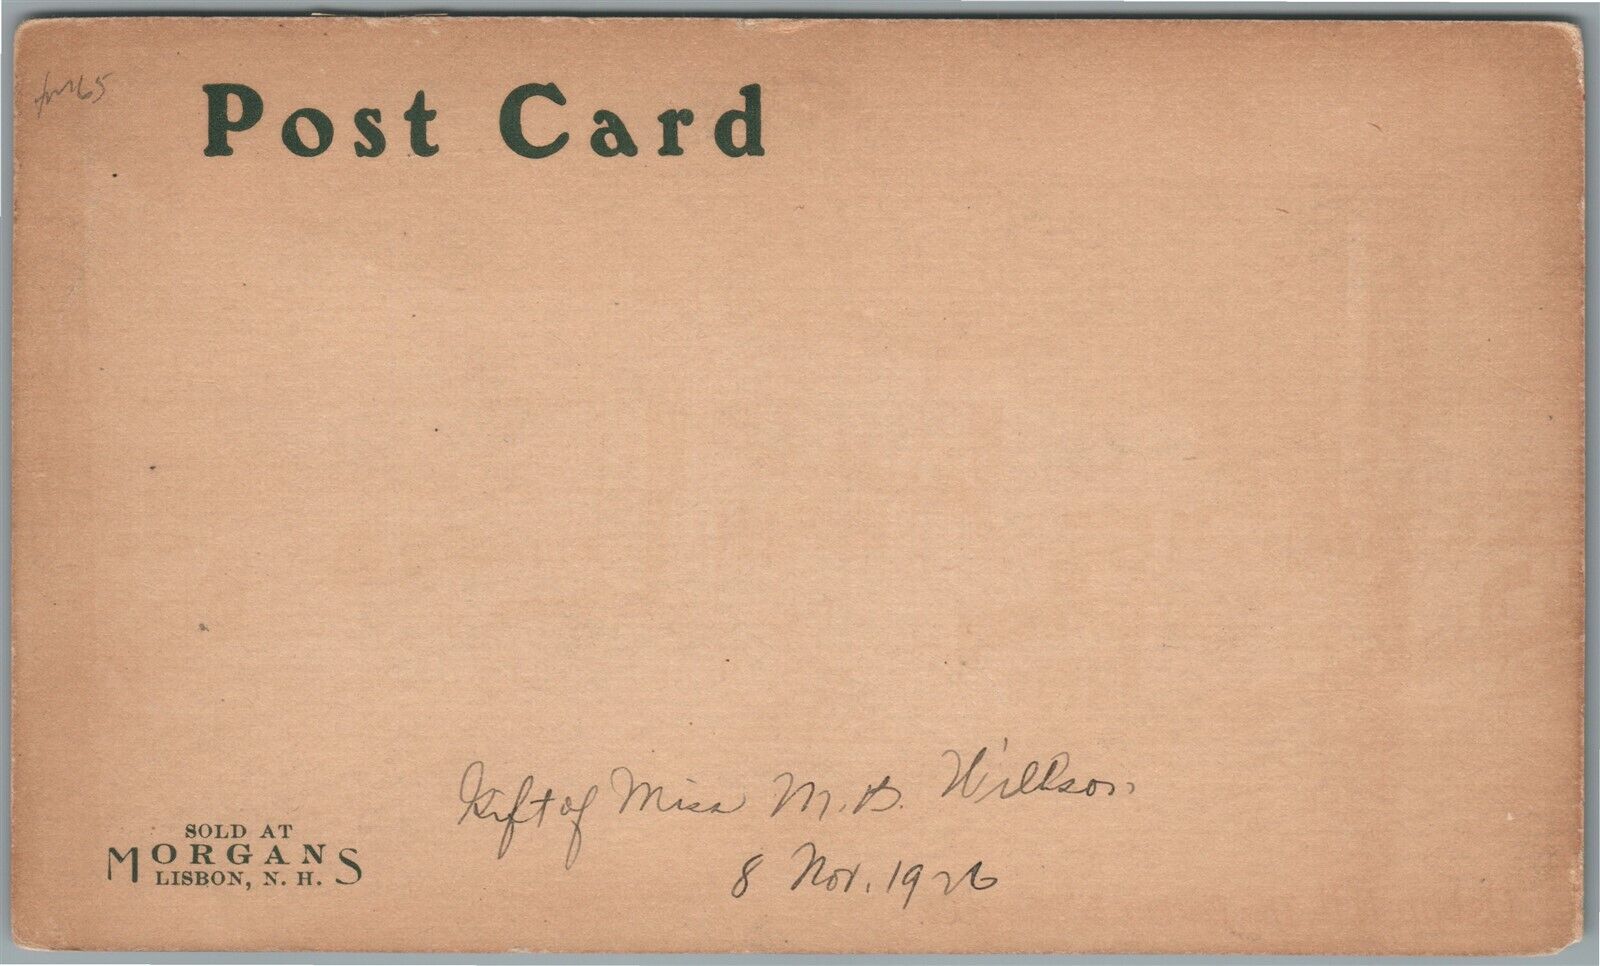 Post Card
Gift of Miss M. B. Willson
8 Nov. 1926
SOLD AT
MORGANS
LISBON, N. H.